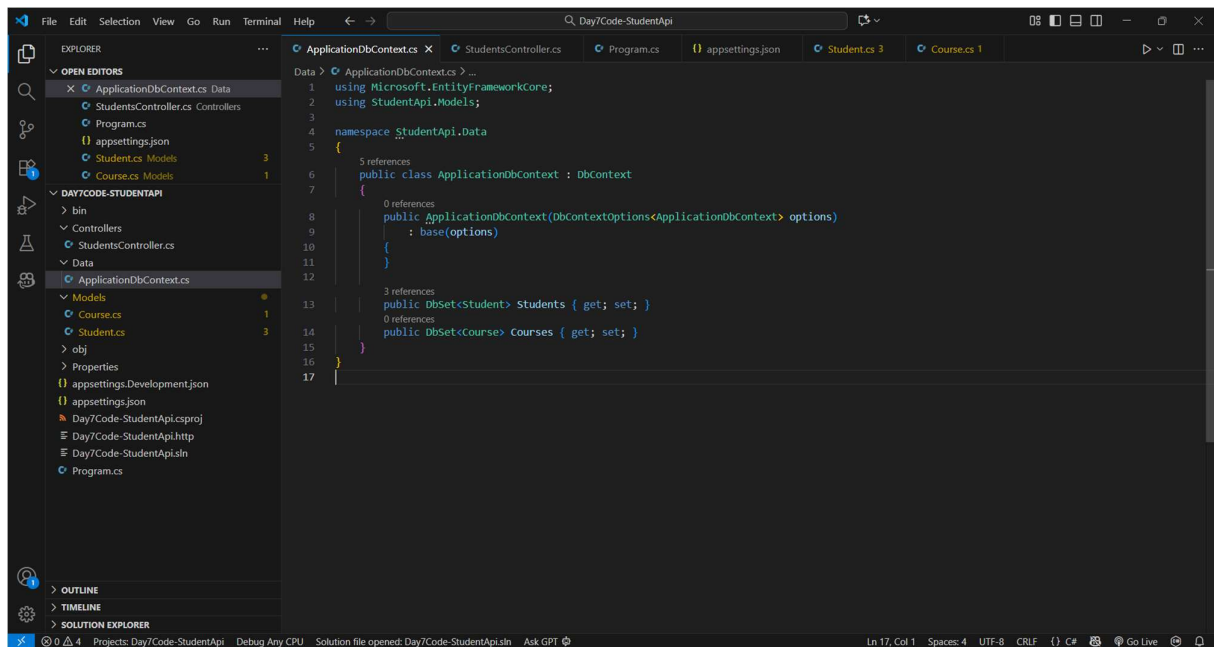 File Edit Selection View Go Run Terminal Help
Day7Code-StudentApi
EXPLORER
OPEN EDITORS
ApplicationDbContext.cs Data
StudentsController.cs Controllers
Program.cs
{} appsettings.json
Student.cs Models 3
Course.cs Models 1
DAY7CODE-STUDENTAPI
bin
Controllers
StudentsController.cs
Data
ApplicationDbContext.cs
Models
Course.cs 1
Student.cs 3
obj
Properties
{} appsettings.Development.json
{} appsettings.json
Day7Code-StudentApi.csproj
Day7Code-StudentApi.http
Day7Code-StudentApi.sln
Program.cs
OUTLINE
TIMELINE
SOLUTION EXPLORER
1
1
ApplicationDbContext.cs StudentsController.cs Program.cs {} appsettings.json Student.cs 3 Course.cs 1
Data > ApplicationDbContext.cs > ...
1 using Microsoft.EntityFrameworkCore;
2 using StudentApi.Models;
3
4 namespace StudentApi.Data
5 {
5 references
6 public class ApplicationDbContext : DbContext
7 {
0 references
8 public ApplicationDbContext(DbContextOptions<ApplicationDbContext> options)
9 : base(options)
10 {
11 }
12
3 references
13 public DbSet<Student> Students { get; set; }
0 references
14 public DbSet<Course> Courses { get; set; }
15 }
16 }
17
0 4 Projects: Day7Code-StudentApi Debug Any CPU Solution file opened: Day7Code-StudentApi.sln Ask GPT Ln 17, Col 1 Spaces: 4 UTF-8 CRLF {} C# Go Live